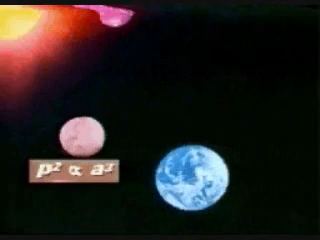 p² ∝ a³